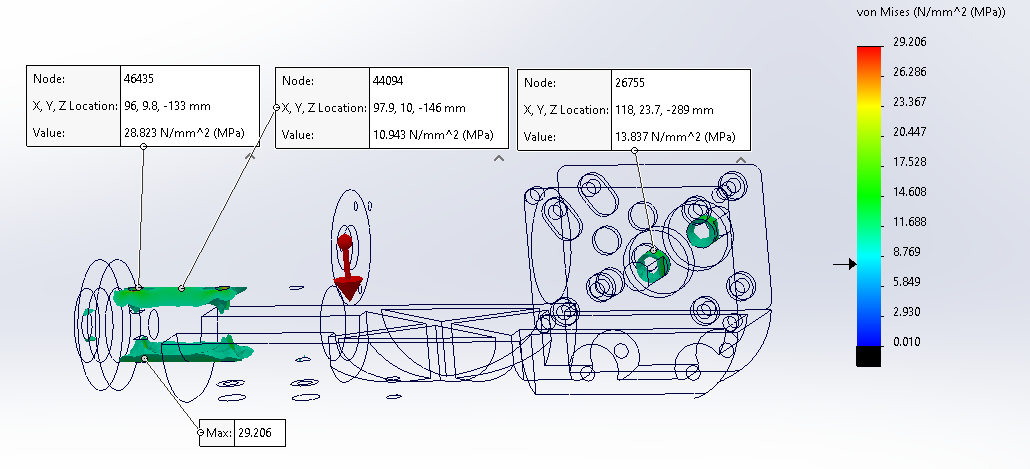 von Mises (N/mm^2 (MPa))
29.206
26.286
23.367
20.447
17.528
14.608
11.688
8.769
5.849
2.930
0.010
Node: 46435
X, Y, Z Location: 96, 9.8, -133 mm
Value: 28.823 N/mm^2 (MPa)
Node: 44094
X, Y, Z Location: 97.9, 10, -146 mm
Value: 10.943 N/mm^2 (MPa)
Node: 26755
X, Y, Z Location: 118, 23.7, -289 mm
Value: 13.837 N/mm^2 (MPa)
Max: 29.206